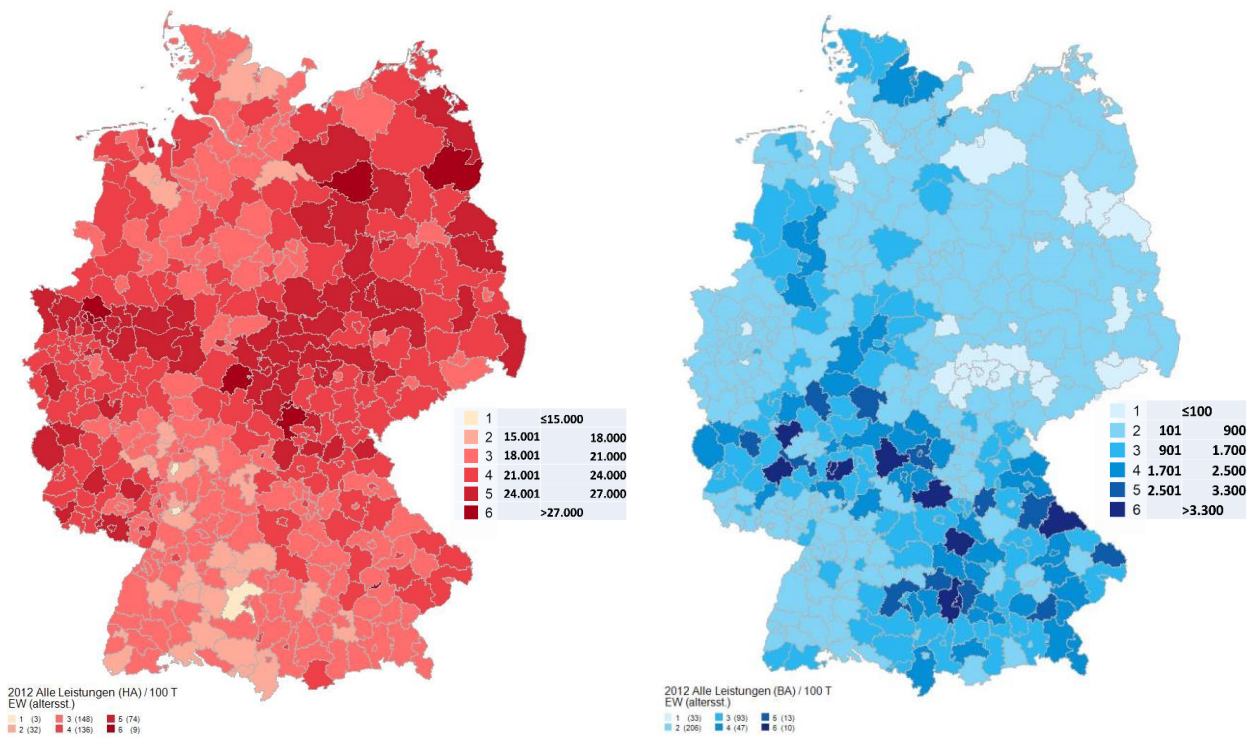 1 ≤15.000
2 15.001 18.000
3 18.001 21.000
4 21.001 24.000
5 24.001 27.000
6 >27.000
2012 Alle Leistungen (HA) / 100 T
EW (altersst.)
1 (3) 3 (148) 5 (74)
2 (32) 4 (136) 6 (9)
1 ≤100
2 101 900
3 901 1.700
4 1.701 2.500
5 2.501 3.300
6 >3.300
2012 Alle Leistungen (BA) / 100 T
EW (altersst.)
1 (33) 3 (93) 5 (13)
2 (206) 4 (47) 6 (10)